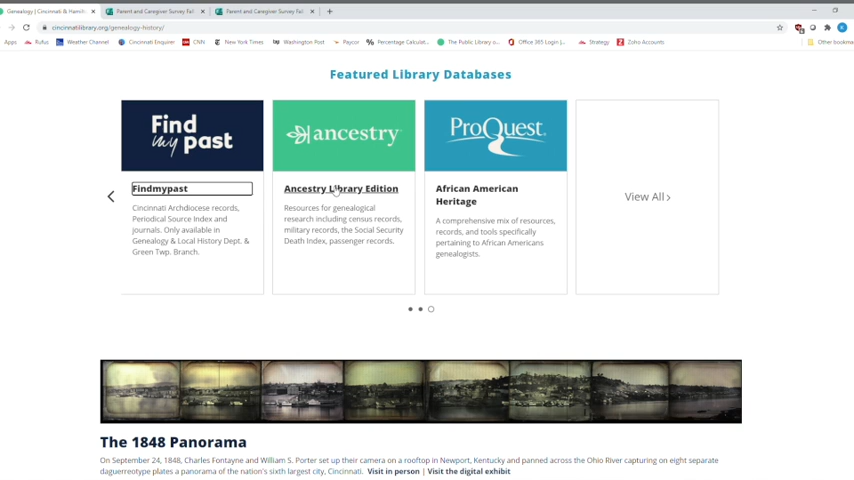 Genealogy | Cincinnati & Hamil
Parent and Caregiver Survey Fall
Parent and Caregiver Survey Fall
cincinnatilibrary.org/genealogy-history/
Apps
Rufus
Weather Channel
Cincinnati Enquirer
CNN
New York Times
Washington Post
Paycor
Percentage Calculat...
The Public Library o...
Office 365 Login |...
Strategy
Zoho Accounts
Other bookma
Featured Library Databases
Find
my past
ancestry
ProQuest
Findmypast
Cincinnati Archdiocese records,
Periodical Source Index and
journals. Only available in
Genealogy & Local History Dept. &
Green Twp. Branch.
Ancestry Library Edition
Resources for genealogical
research including census records,
military records, the Social Security
Death Index, passenger records.
African American
Heritage
A comprehensive mix of resources,
records, and tools specifically
pertaining to African Americans
genealogists.
View All
The 1848 Panorama
On September 24, 1848, Charles Fontayne and William S. Porter set up their camera on a rooftop in Newport, Kentucky and panned across the Ohio River capturing on eight separate
daguerreotype plates a panorama of the nation's sixth largest city, Cincinnati. Visit in person | Visit the digital exhibit